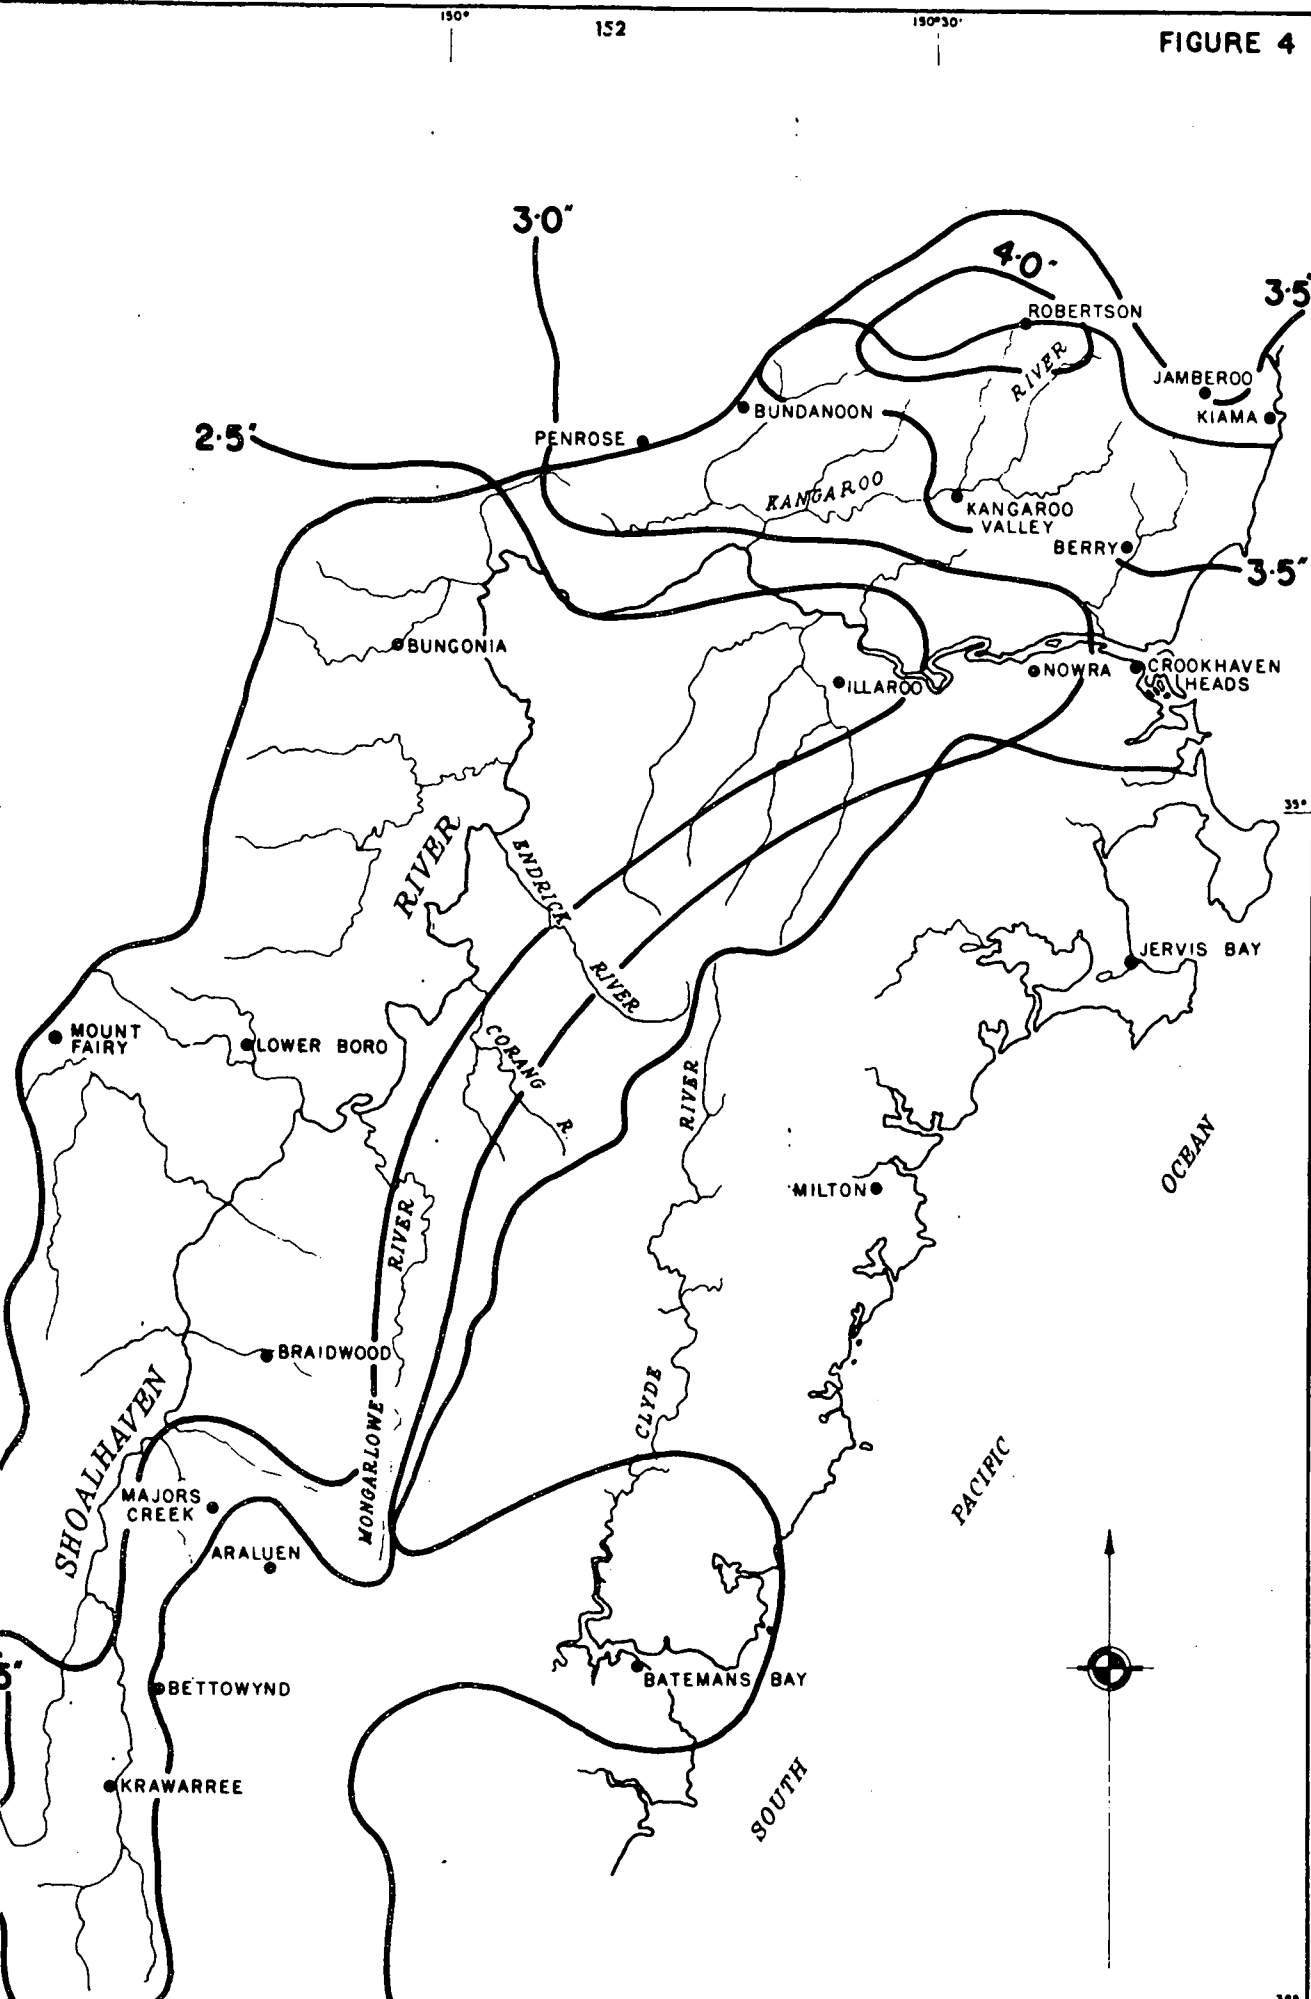 150°
152
150°30'
FIGURE 4
3·0"
4·0"
3·5"
ROBERTSON
RIVER
JAMBEROO
KIAMA
BUNDANOON
2·5"
PENROSE
KANGAROO
KANGAROO
VALLEY
BERRY
3·5"
BUNGONIA
NOWRA
CROOKHAVEN
HEADS
ILLAROO
35°
RIVER
ENDRICK
RIVER
JERVIS BAY
MOUNT
FAIRY
LOWER BORO
CORANG
R.
RIVER
OCEAN
MILTON
RIVER
BRAIDWOOD
CLYDE
SHOALHAVEN
MONGARLOWE
PACIFIC
MAJORS
CREEK
ARALUEN
BATEMANS BAY
BETTOWYND
KRAWARREE
SOUTH